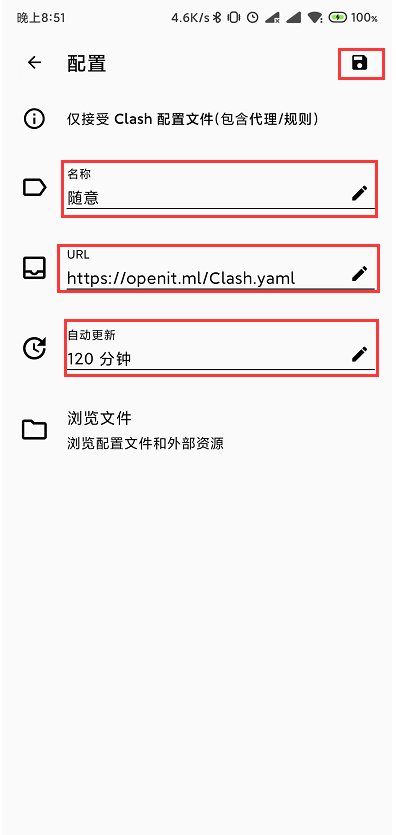 晚上8:51
4.6K/s
100%
配置
仅接受 Clash 配置文件(包含代理/规则)
名称
随意
URL
https://openit.ml/Clash.yaml
自动更新
120 分钟
浏览文件
浏览配置文件和外部资源